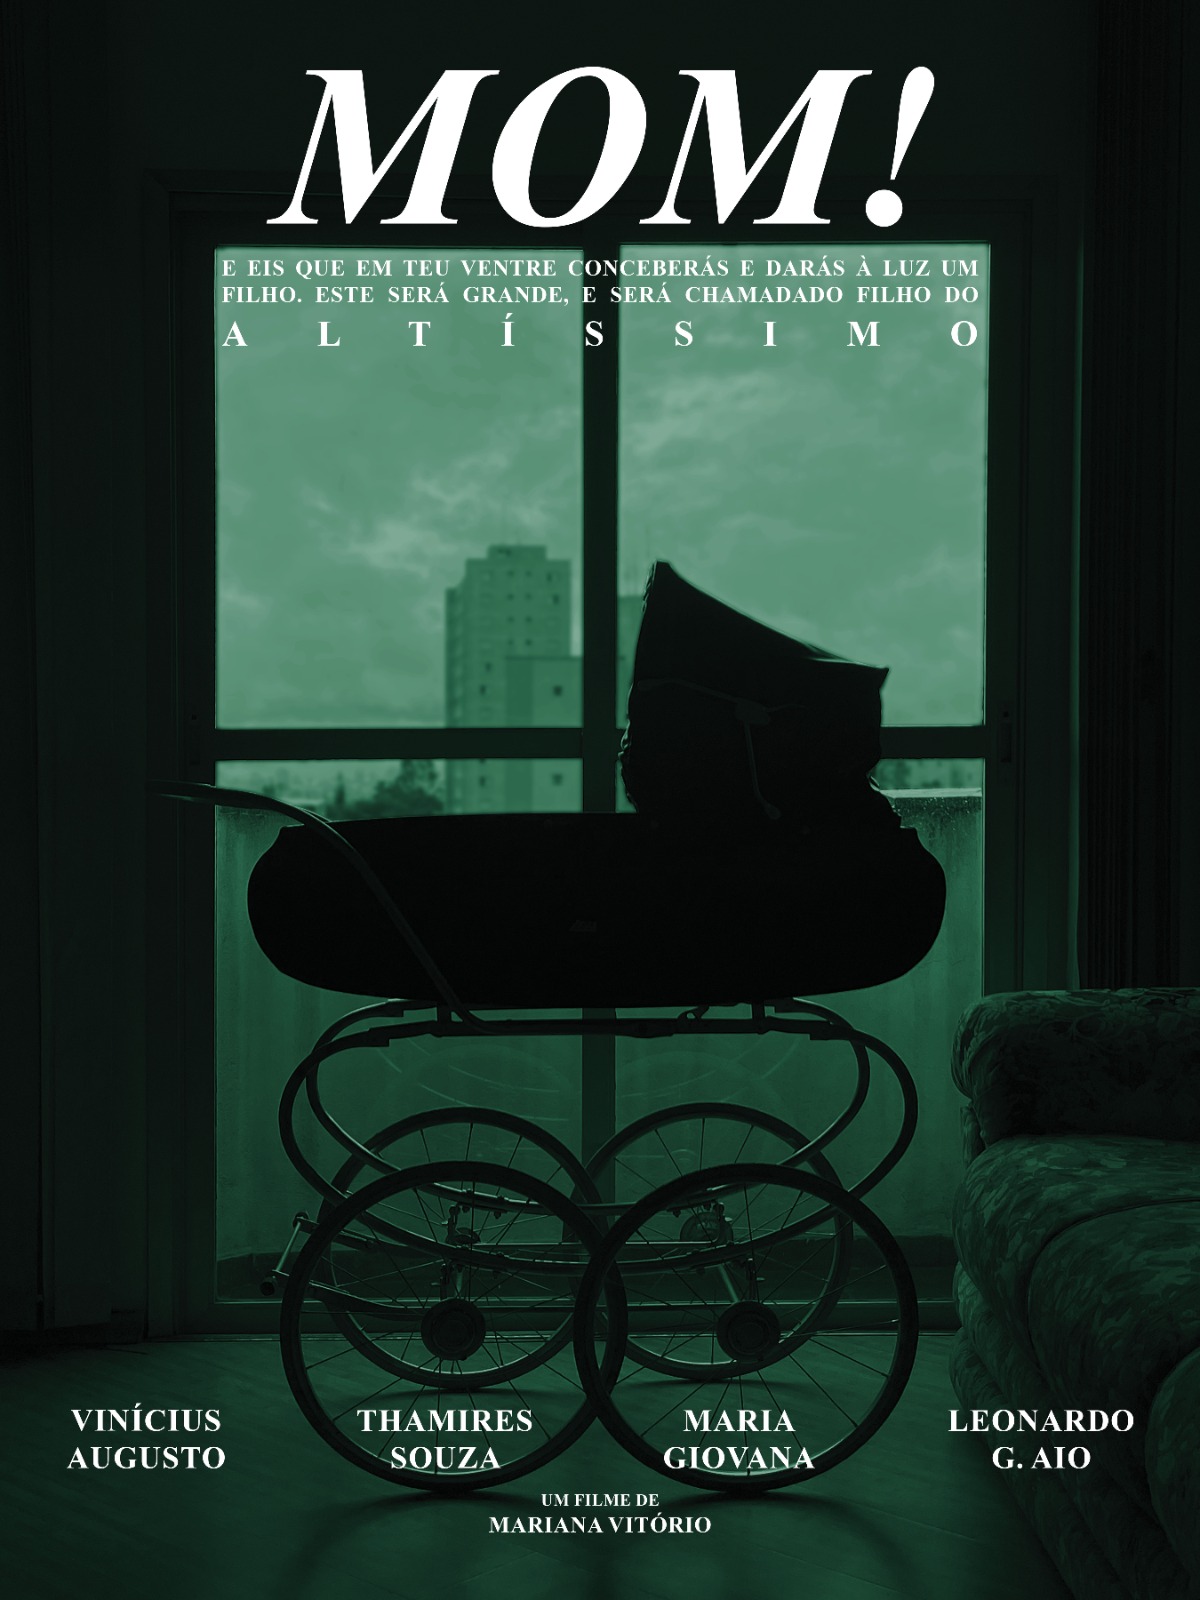 MOM!
E EIS QUE EM TEU VENTRE CONCEBERÁS E DARÁS À LUZ UM
FILHO. ESTE SERÁ GRANDE, E SERÁ CHAMADADO FILHO DO
ALTÍSSIMO
VINÍCIUS AUGUSTO
THAMIRES SOUZA
MARIA GIOVANA
LEONARDO G. AIO
UM FILME DE
MARIANA VITÓRIO